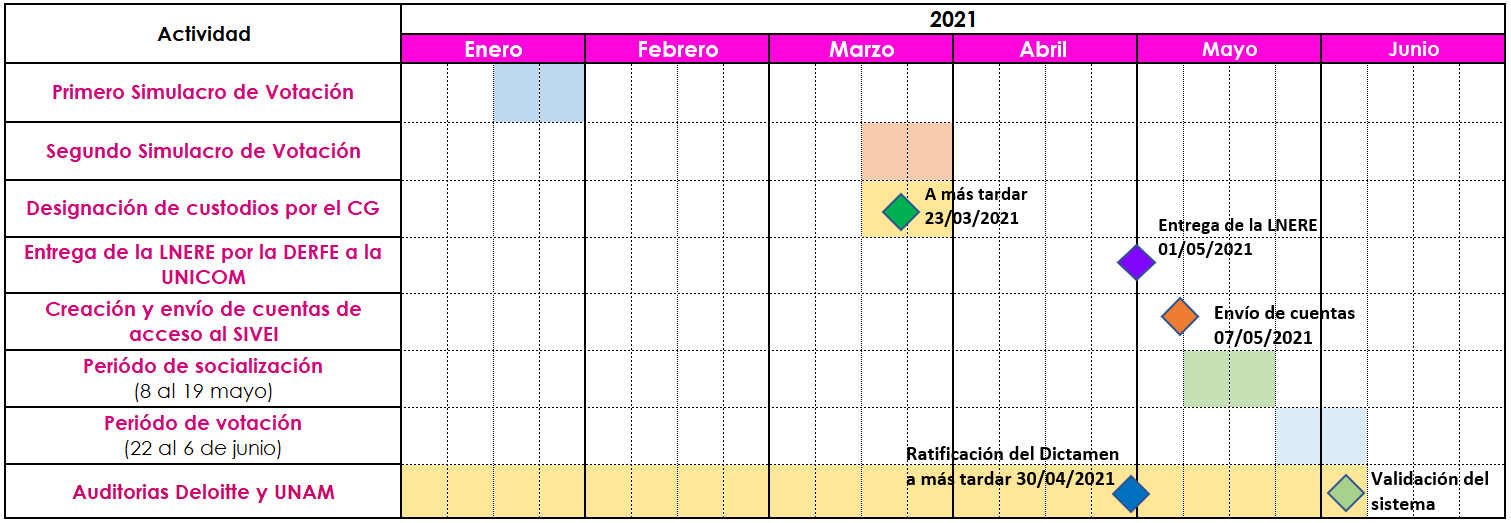 Actividad
2021
Enero
Febrero
Marzo
Abril
Mayo
Junio
Primero Simulacro de Votación
Segundo Simulacro de Votación
Designación de custodios por el CG
A más tardar
23/03/2021
Entrega de la LNERE por la DERFE a la
UNICOM
Entrega de la LNERE
01/05/2021
Creación y envío de cuentas de
acceso al SIVEI
Envío de cuentas
07/05/2021
Periódo de socialización
(8 al 19 mayo)
Periódo de votación
(22 al 6 de junio)
Auditorias Deloitte y UNAM
Ratificación del Dictamen
a más tardar 30/04/2021
Validación del
sistema